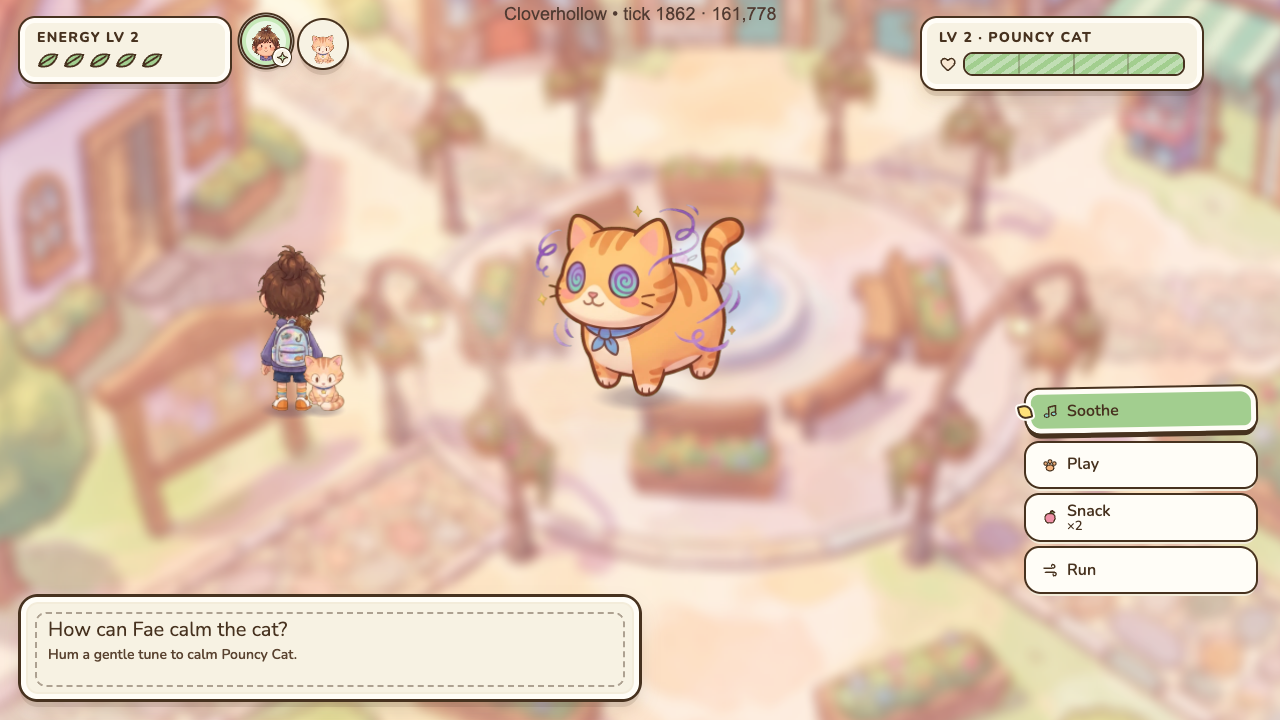 Cloverhollow • tick 1862 · 161,778
ENERGY LV 2
LV 2 · POUNCY CAT
Soothe
Play
Snack
×2
Run
How can Fae calm the cat?
Hum a gentle tune to calm Pouncy Cat.